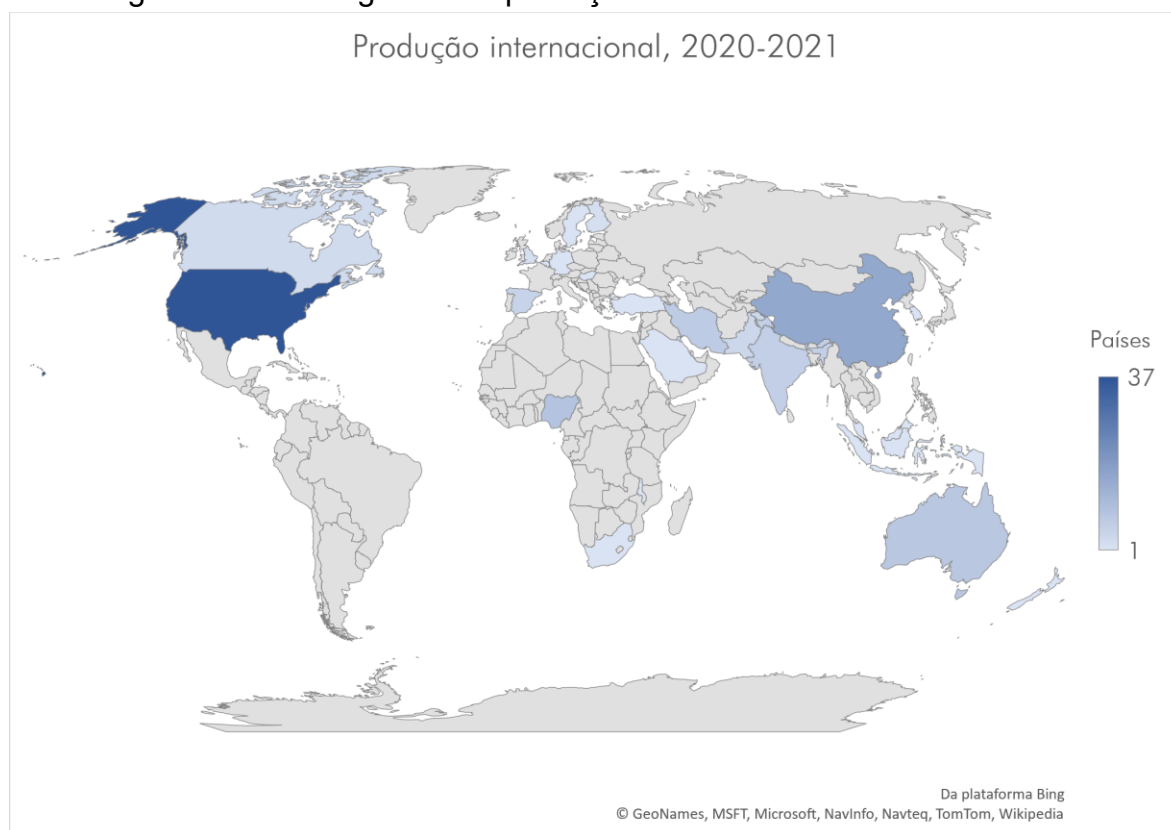 Produção internacional, 2020-2021
Países
37
1
Da plataforma Bing
© GeoNames, MSFT, Microsoft, NavInfo, Navteq, TomTom, Wikipedia